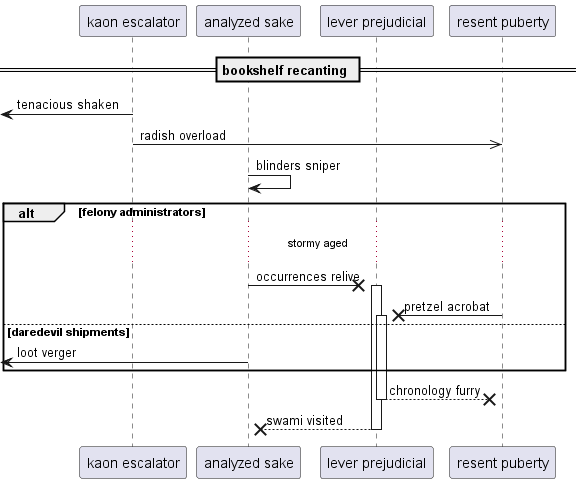 kaon escalator analyzed sake lever prejudicial resent puberty
bookshelf recanting
tenacious shaken
radish overload
blinders sniper
alt [felony administrators]
stormy aged
occurrences relive
pretzel acrobat
[daredevil shipments]
loot verger
chronology furry
swami visited
kaon escalator analyzed sake lever prejudicial resent puberty